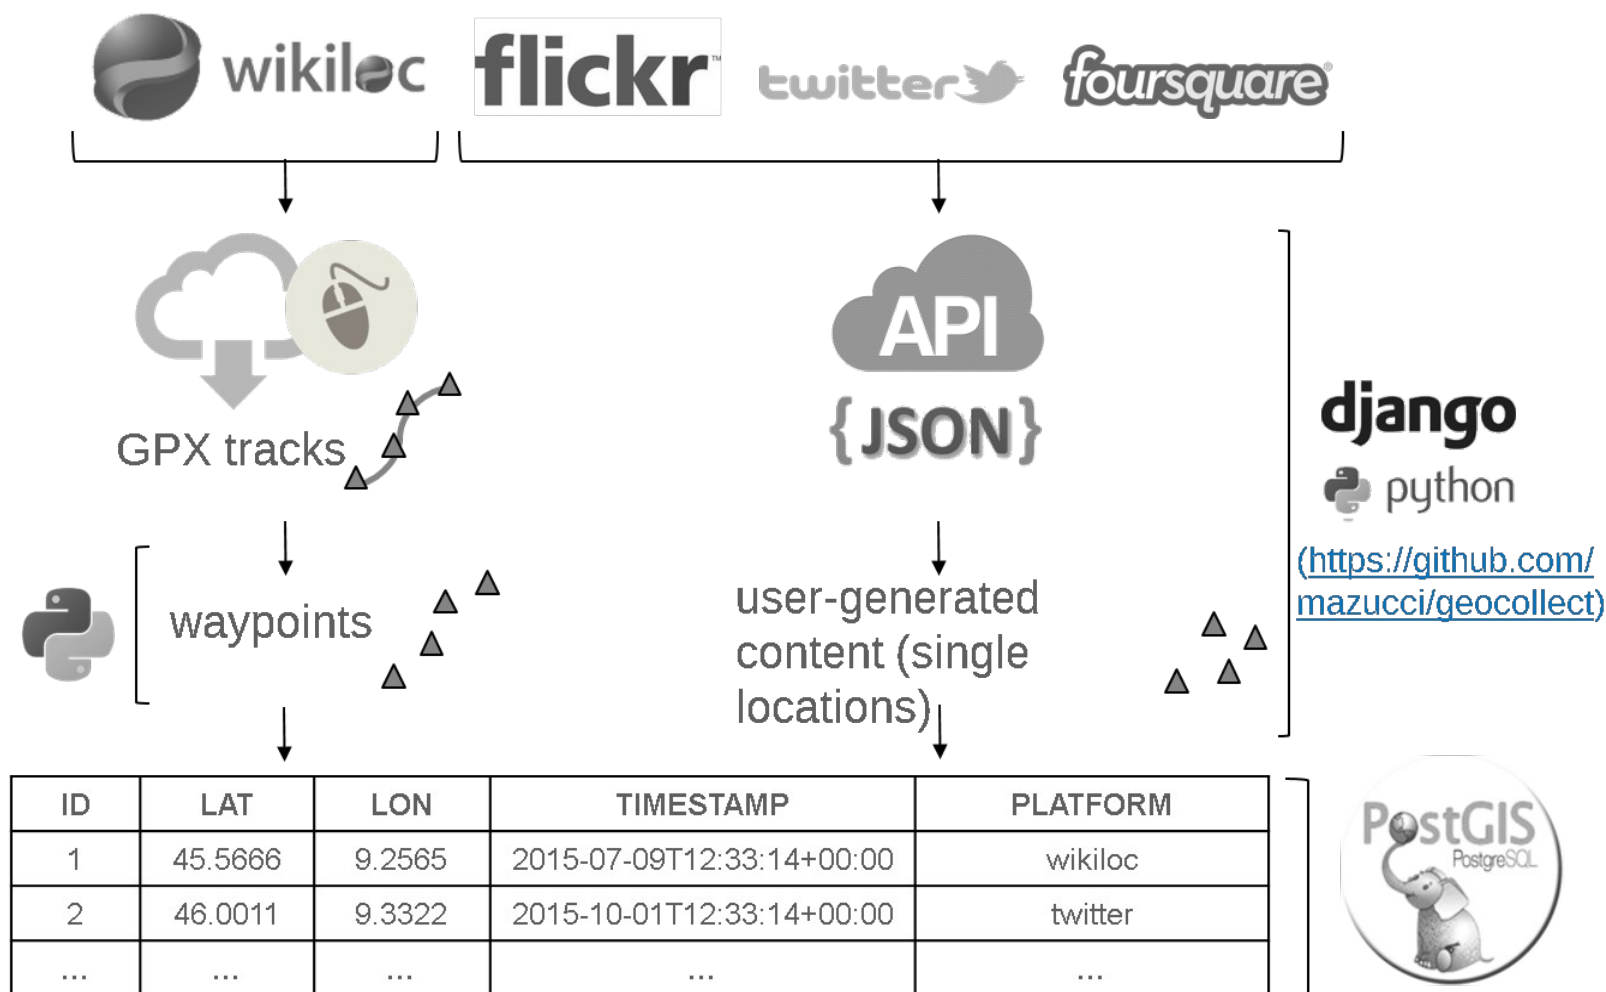 wikiloc
flickr™
twitter
foursquare®
API
{JSON}
GPX tracks
django
python
(https://github.com/
mazucci/geocollect)
waypoints
user-generated
content (single
locations)
ID LAT LON TIMESTAMP PLATFORM
1 45.5666 9.2565 2015-07-09T12:33:14+00:00 wikiloc
2 46.0011 9.3322 2015-10-01T12:33:14+00:00 twitter
... ... ... ... ...
PostGIS
PostgreSQL